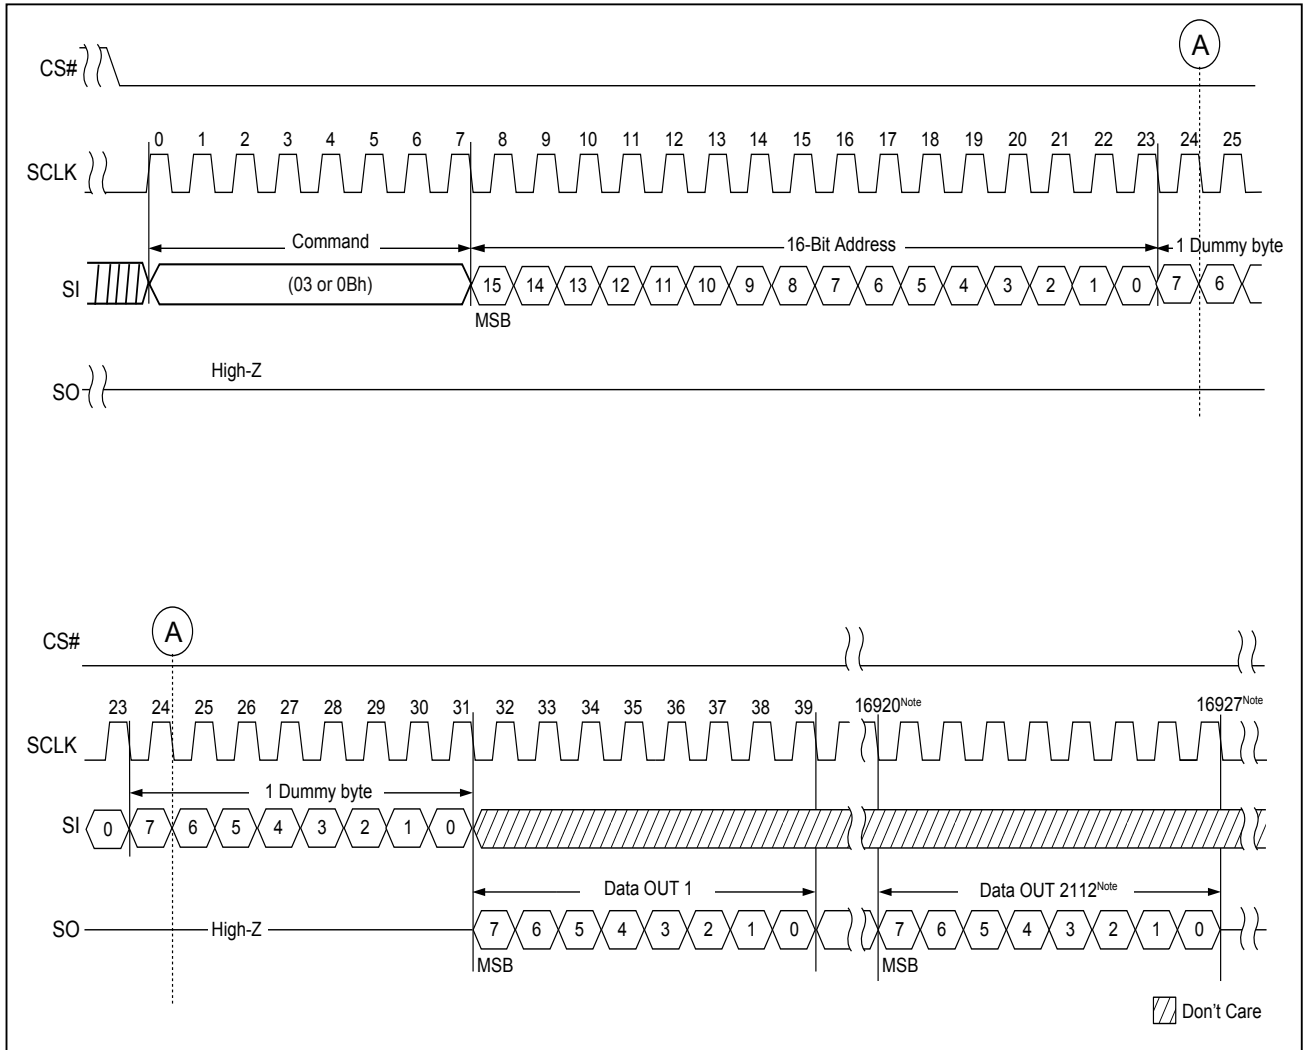 A
CS#
0 1 2 3 4 5 6 7 8 9 10 11 12 13 14 15 16 17 18 19 20 21 22 23 24 25
SCLK
Command 16-Bit Address 1 Dummy byte
SI (03 or 0Bh) 15 14 13 12 11 10 9 8 7 6 5 4 3 2 1 0 7 6
MSB
High-Z
SO
A
CS#
23 24 25 26 27 28 29 30 31 32 33 34 35 36 37 38 39 16920Note 16927Note
SCLK
1 Dummy byte
SI 0 7 6 5 4 3 2 1 0
Data OUT 1 Data OUT 2112Note
SO High-Z 7 6 5 4 3 2 1 0 7 6 5 4 3 2 1 0
MSB MSB
Don't Care